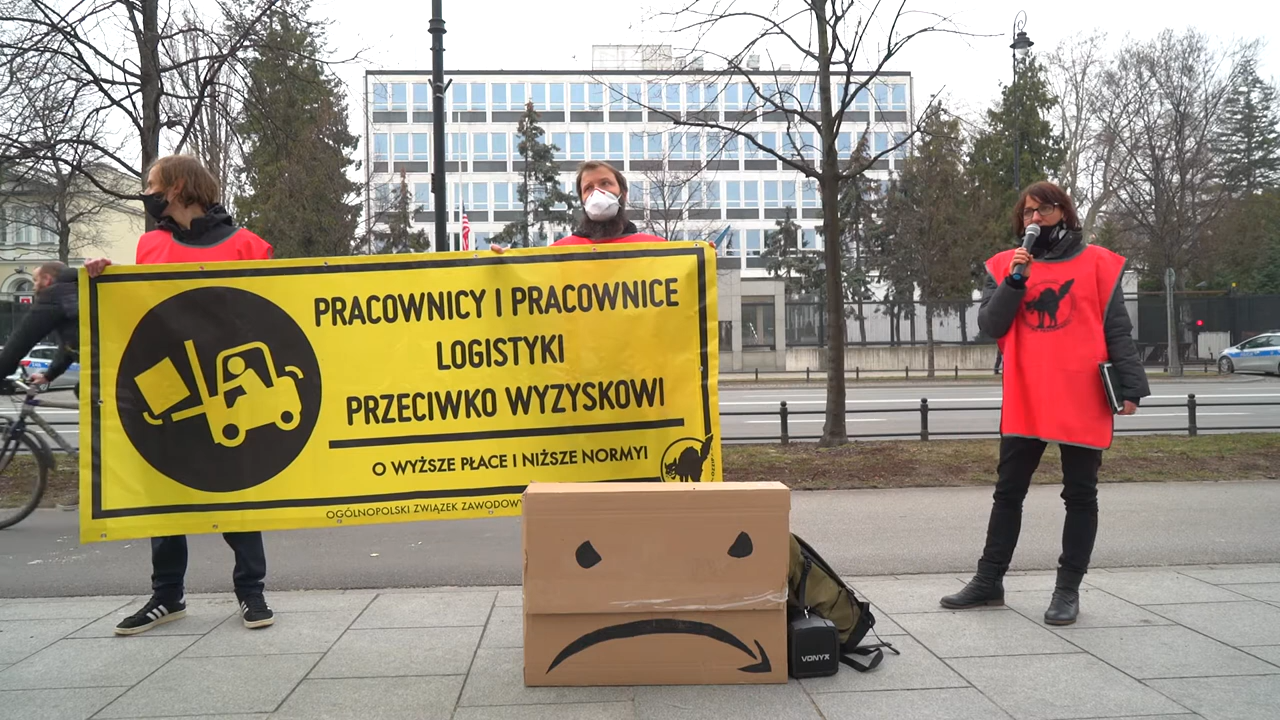 PRACOWNICY I PRACOWNICE
LOGISTYKI
PRZECIWKO WYZYSKOWI
O WYŻSZE PŁACE I NIŻSZE NORMY!
OGÓLNOPOLSKI ZWIĄZEK ZAWODOWY
VONYX